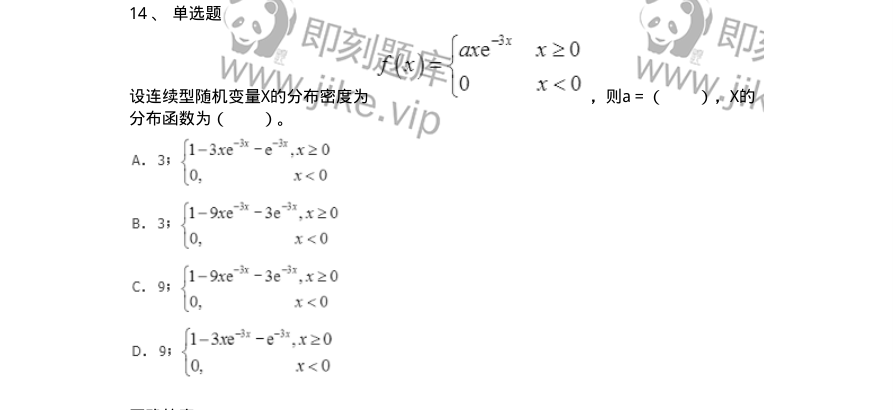 14 、 单选题
即刻题库
www.jike.vip
即
www.ji
f(x)={axe^{-3x} x≥0
{0 x<0
设连续型随机变量X的分布密度为 ，则a =（ ），X的
分布函数为（ ）。
A. 3; {1−3xe^{-3x}−e^{-3x},x≥0
{0, x<0
B. 3; {1−9xe^{-3x}−3e^{-3x},x≥0
{0, x<0
C. 9; {1−9xe^{-3x}−3e^{-3x},x≥0
{0, x<0
D. 9; {1−3xe^{-3x}−e^{-3x},x≥0
{0, x<0